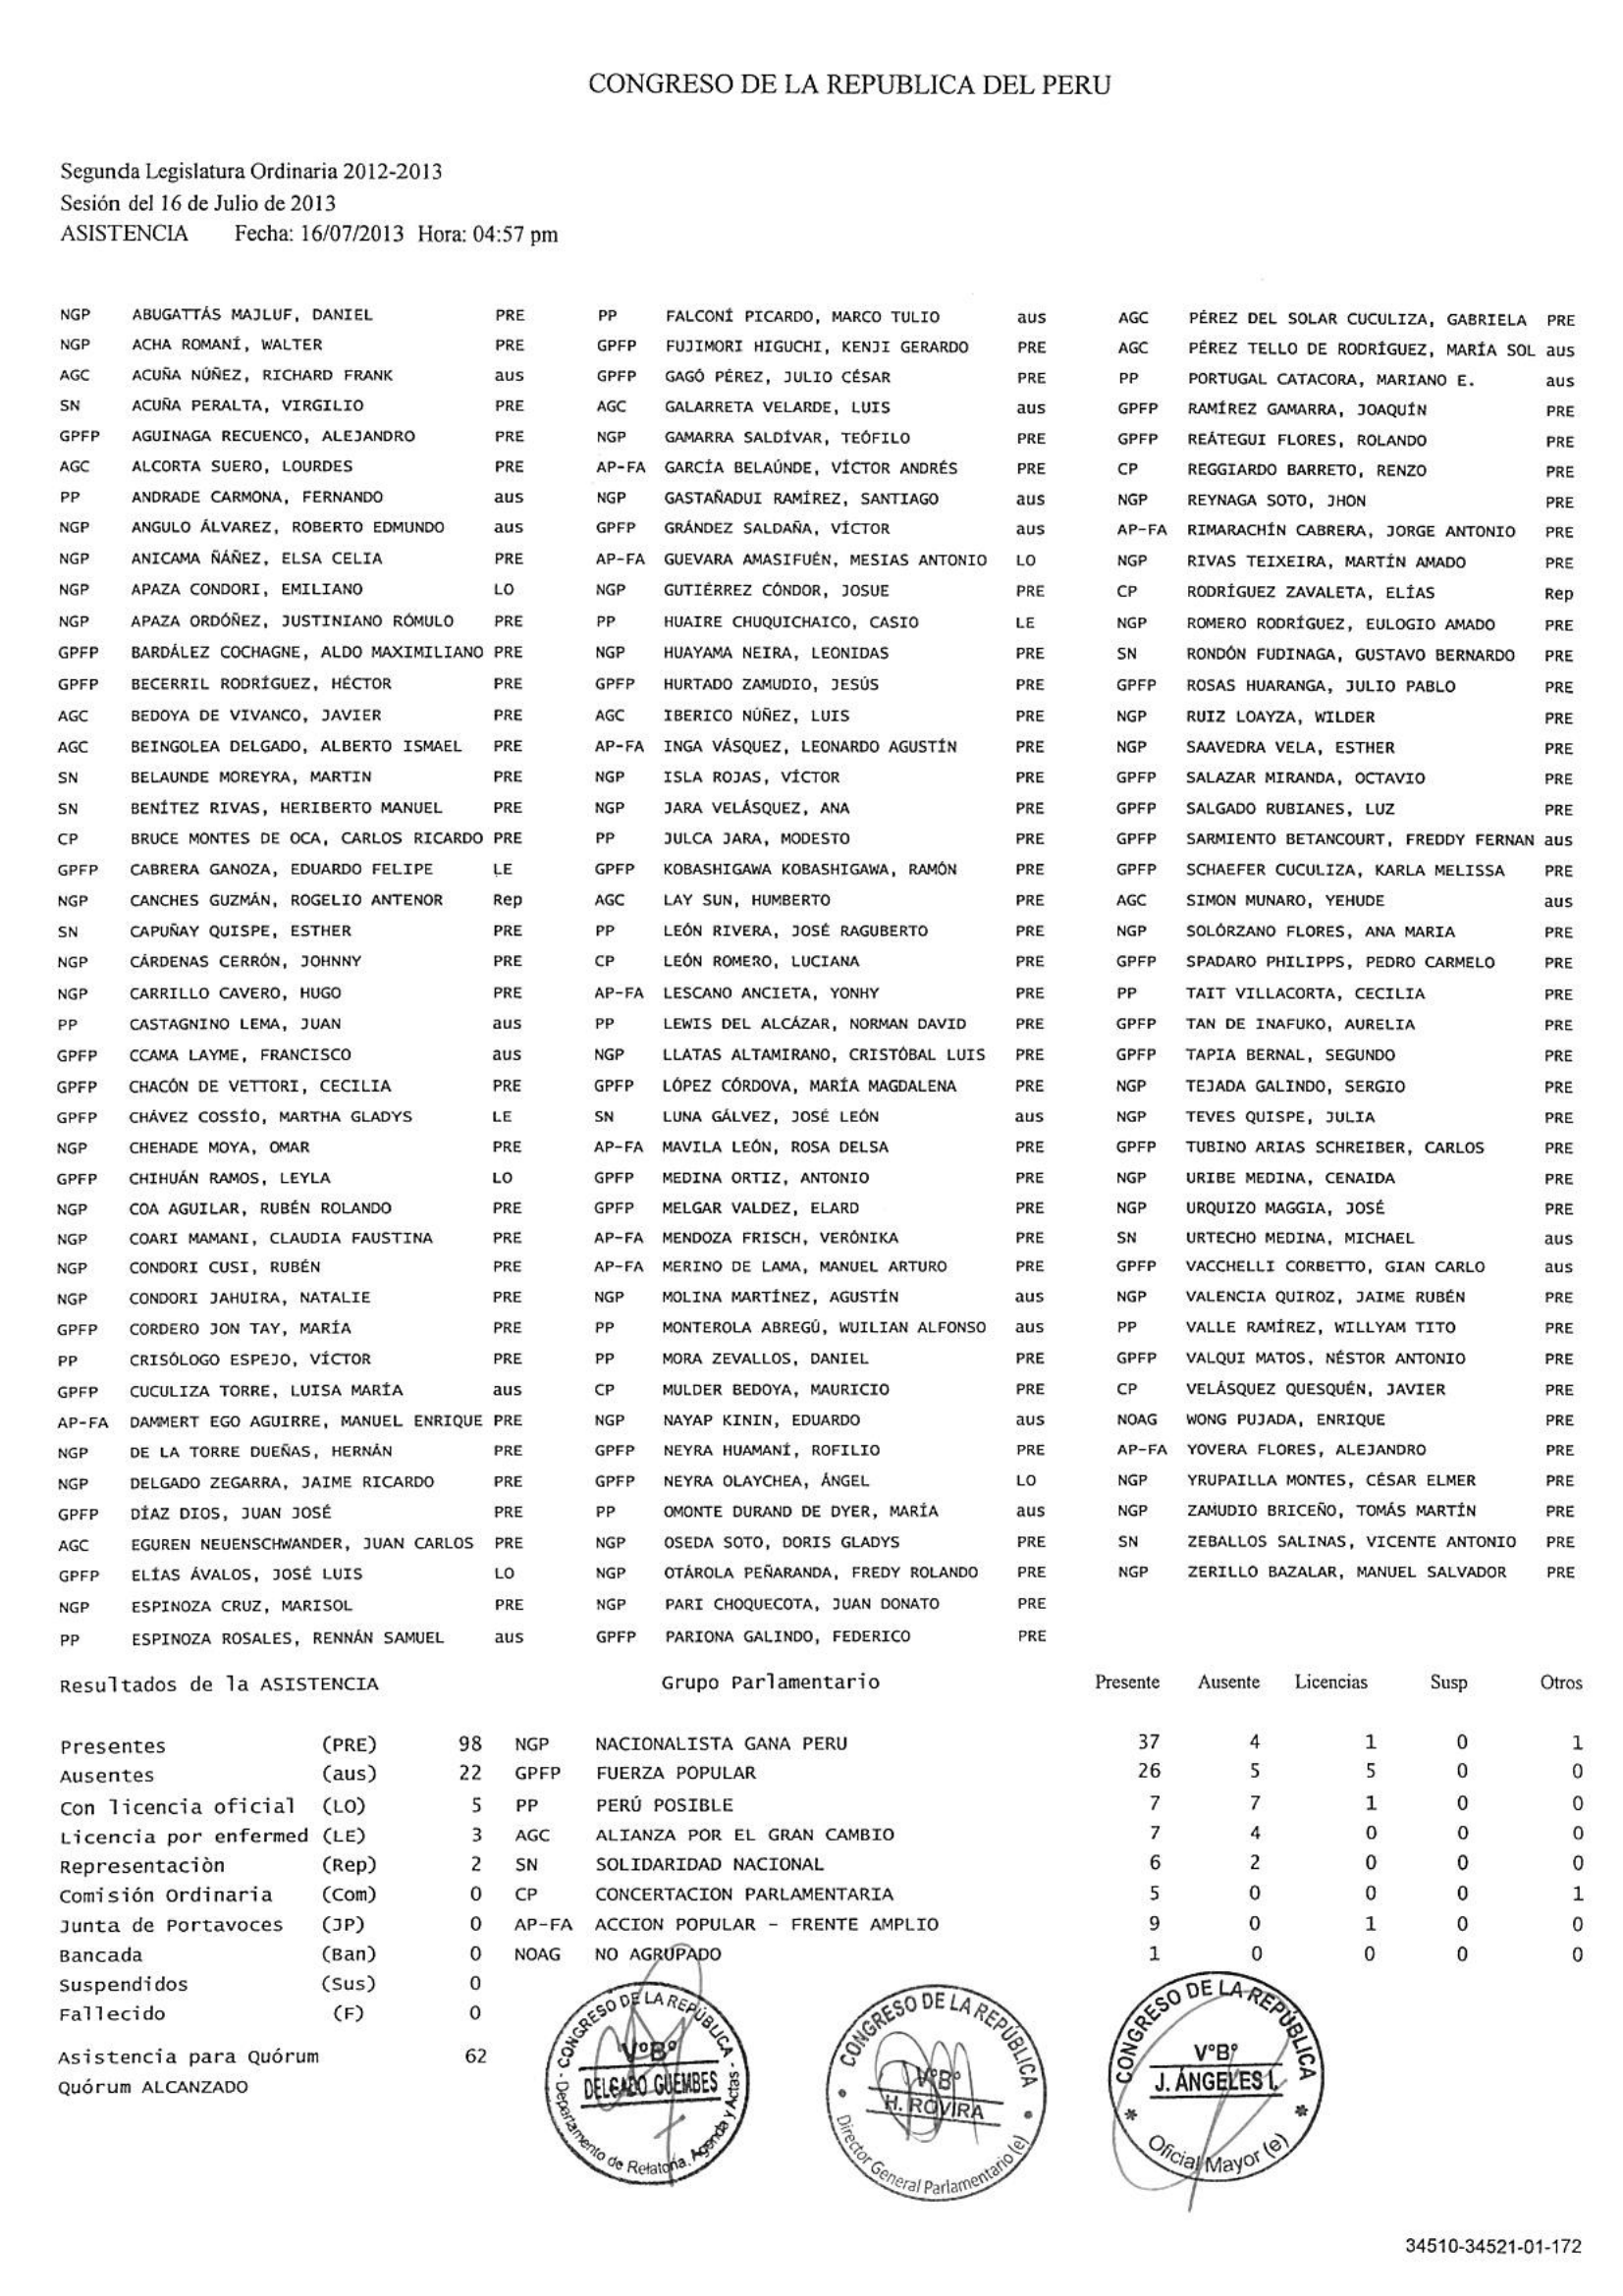 CONGRESO DE LA REPUBLICA DEL PERU
Segunda Legislatura Ordinaria 2012-2013
Sesión del 16 de Julio de 2013
ASISTENCIA Fecha: 16/07/2013 Hora: 04:57 pm
NGP ABUGATTÁS MAJLUF, DANIEL PRE
NGP ACHA ROMANÍ, WALTER PRE
AGC ACUÑA NÚÑEZ, RICHARD FRANK aus
SN ACUÑA PERALTA, VIRGILIO PRE
GPFP AGUINAGA RECUENCO, ALEJANDRO PRE
AGC ALCORTA SUERO, LOURDES PRE
PP ANDRADE CARMONA, FERNANDO aus
NGP ANGULO ÁLVAREZ, ROBERTO EDMUNDO aus
NGP ANICAMA ÑÁÑEZ, ELSA CELIA PRE
NGP APAZA CONDORI, EMILIANO LO
NGP APAZA ORDÓÑEZ, JUSTINIANO RÓMULO PRE
GPFP BARDÁLEZ COCHAGNE, ALDO MAXIMILIANO PRE
GPFP BECERRIL RODRÍGUEZ, HÉCTOR PRE
AGC BEDOYA DE VIVANCO, JAVIER PRE
AGC BEINGOLEA DELGADO, ALBERTO ISMAEL PRE
SN BELAUNDE MOREYRA, MARTIN PRE
SN BENÍTEZ RIVAS, HERIBERTO MANUEL PRE
CP BRUCE MONTES DE OCA, CARLOS RICARDO PRE
GPFP CABRERA GANOZA, EDUARDO FELIPE LE
NGP CANCHES GUZMÁN, ROGELIO ANTENOR Rep
SN CAPUÑAY QUISPE, ESTHER PRE
NGP CÁRDENAS CERRÓN, JOHNNY PRE
NGP CARRILLO CAVERO, HUGO PRE
PP CASTAGNINO LEMA, JUAN aus
GPFP CCAMA LAYME, FRANCISCO aus
GPFP CHACÓN DE VETTORI, CECILIA PRE
GPFP CHÁVEZ COSSÍO, MARTHA GLADYS LE
NGP CHEHADE MOYA, OMAR PRE
GPFP CHIHUÁN RAMOS, LEYLA LO
NGP COA AGUILAR, RUBÉN ROLANDO PRE
NGP COARI MAMANI, CLAUDIA FAUSTINA PRE
NGP CONDORI CUSI, RUBÉN PRE
NGP CONDORI JAHUIRA, NATALIE PRE
GPFP CORDERO JON TAY, MARÍA PRE
PP CRISÓLOGO ESPEJO, VÍCTOR PRE
GPFP CUCULIZA TORRE, LUISA MARÍA aus
AP-FA DAMMERT EGO AGUIRRE, MANUEL ENRIQUE PRE
NGP DE LA TORRE DUEÑAS, HERNÁN PRE
NGP DELGADO ZEGARRA, JAIME RICARDO PRE
GPFP DÍAZ DIOS, JUAN JOSÉ PRE
AGC EGUREN NEUENSCHWANDER, JUAN CARLOS PRE
GPFP ELÍAS ÁVALOS, JOSÉ LUIS LO
NGP ESPINOZA CRUZ, MARISOL PRE
PP ESPINOZA ROSALES, RENNÁN SAMUEL aus
PP FALCONÍ PICARDO, MARCO TULIO aus
GPFP FUJIMORI HIGUCHI, KENJI GERARDO PRE
GPFP GAGÓ PÉREZ, JULIO CÉSAR PRE
AGC GALARRETA VELARDE, LUIS aus
NGP GAMARRA SALDÍVAR, TEÓFILO PRE
AP-FA GARCÍA BELAÚNDE, VÍCTOR ANDRÉS PRE
NGP GASTAÑADUI RAMÍREZ, SANTIAGO aus
GPFP GRÁNDEZ SALDAÑA, VÍCTOR aus
AP-FA GUEVARA AMASIFUÉN, MESIAS ANTONIO LO
NGP GUTIÉRREZ CÓNDOR, JOSUE PRE
PP HUAIRE CHUQUICHAICO, CASIO LE
NGP HUAYAMA NEIRA, LEONIDAS PRE
GPFP HURTADO ZAMUDIO, JESÚS PRE
AGC IBERICO NÚÑEZ, LUIS PRE
AP-FA INGA VÁSQUEZ, LEONARDO AGUSTÍN PRE
NGP ISLA ROJAS, VÍCTOR PRE
NGP JARA VELÁSQUEZ, ANA PRE
PP JULCA JARA, MODESTO PRE
GPFP KOBASHIGAWA KOBASHIGAWA, RAMÓN PRE
AGC LAY SUN, HUMBERTO PRE
PP LEÓN RIVERA, JOSÉ RAGUBERTO PRE
CP LEÓN ROMERO, LUCIANA PRE
AP-FA LESCANO ANCIETA, YONHY PRE
PP LEWIS DEL ALCÁZAR, NORMAN DAVID PRE
NGP LLATAS ALTAMIRANO, CRISTÓBAL LUIS PRE
GPFP LÓPEZ CÓRDOVA, MARÍA MAGDALENA PRE
SN LUNA GÁLVEZ, JOSÉ LEÓN aus
AP-FA MAVILA LEÓN, ROSA DELSA PRE
GPFP MEDINA ORTIZ, ANTONIO PRE
GPFP MELGAR VALDEZ, ELARD PRE
AP-FA MENDOZA FRISCH, VERÓNIKA PRE
AP-FA MERINO DE LAMA, MANUEL ARTURO PRE
NGP MOLINA MARTÍNEZ, AGUSTÍN aus
PP MONTEROLA ABREGÚ, WUILIAN ALFONSO aus
PP MORA ZEVALLOS, DANIEL PRE
CP MULDER BEDOYA, MAURICIO PRE
NGP NAYAP KININ, EDUARDO aus
GPFP NEYRA HUAMANÍ, ROFILIO PRE
GPFP NEYRA OLAYCHEA, ÁNGEL LO
PP OMONTE DURAND DE DYER, MARÍA aus
NGP OSEDA SOTO, DORIS GLADYS PRE
NGP OTÁROLA PEÑARANDA, FREDY ROLANDO PRE
NGP PARI CHOQUECOTA, JUAN DONATO PRE
GPFP PARIONA GALINDO, FEDERICO PRE
AGC PÉREZ DEL SOLAR CUCULIZA, GABRIELA PRE
AGC PÉREZ TELLO DE RODRÍGUEZ, MARÍA SOL aus
PP PORTUGAL CATACORA, MARIANO E. aus
GPFP RAMÍREZ GAMARRA, JOAQUÍN PRE
GPFP REÁTEGUI FLORES, ROLANDO PRE
CP REGGIARDO BARRETO, RENZO PRE
NGP REYNAGA SOTO, JHON PRE
AP-FA RIMARACHÍN CABRERA, JORGE ANTONIO PRE
NGP RIVAS TEIXEIRA, MARTÍN AMADO PRE
CP RODRÍGUEZ ZAVALETA, ELÍAS Rep
NGP ROMERO RODRÍGUEZ, EULOGIO AMADO PRE
SN RONDÓN FUDINAGA, GUSTAVO BERNARDO PRE
GPFP ROSAS HUARANGA, JULIO PABLO PRE
NGP RUIZ LOAYZA, WILDER PRE
NGP SAAVEDRA VELA, ESTHER PRE
GPFP SALAZAR MIRANDA, OCTAVIO PRE
GPFP SALGADO RUBIANES, LUZ PRE
GPFP SARMIENTO BETANCOURT, FREDDY FERNAN aus
GPFP SCHAEFER CUCULIZA, KARLA MELISSA PRE
AGC SIMON MUNARO, YEHUDE aus
NGP SOLÓRZANO FLORES, ANA MARIA PRE
GPFP SPADARO PHILIPPS, PEDRO CARMELO PRE
PP TAIT VILLACORTA, CECILIA PRE
GPFP TAN DE INAFUKO, AURELIA PRE
GPFP TAPIA BERNAL, SEGUNDO PRE
NGP TEJADA GALINDO, SERGIO PRE
NGP TEVES QUISPE, JULIA PRE
GPFP TUBINO ARIAS SCHREIBER, CARLOS PRE
NGP URIBE MEDINA, CENAIDA PRE
NGP URQUIZO MAGGIA, JOSÉ PRE
SN URTECHO MEDINA, MICHAEL aus
GPFP VACCHELLI CORBETTO, GIAN CARLO aus
NGP VALENCIA QUIROZ, JAIME RUBÉN PRE
PP VALLE RAMÍREZ, WILLYAM TITO PRE
GPFP VALQUI MATOS, NÉSTOR ANTONIO PRE
CP VELÁSQUEZ QUESQUÉN, JAVIER PRE
NOAG WONG PUJADA, ENRIQUE PRE
AP-FA YOVERA FLORES, ALEJANDRO PRE
NGP YRUPAILLA MONTES, CÉSAR ELMER PRE
NGP ZAMUDIO BRICEÑO, TOMÁS MARTÍN PRE
SN ZEBALLOS SALINAS, VICENTE ANTONIO PRE
NGP ZERILLO BAZALAR, MANUEL SALVADOR PRE
Resultados de la ASISTENCIA
Presentes (PRE) 98
Ausentes (aus) 22
Con licencia oficial (LO) 5
Licencia por enfermed (LE) 3
Representaciòn (Rep) 2
Comisión Ordinaria (Com) 0
Junta de Portavoces (JP) 0
Bancada (Ban) 0
Suspendidos (Sus) 0
Fallecido (F) 0
Asistencia para Quórum 62
Quórum ALCANZADO
Grupo Parlamentario Presente Ausente Licencias Susp Otros
NGP NACIONALISTA GANA PERU 37 4 1 0 1
GPFP FUERZA POPULAR 26 5 5 0 0
PP PERÚ POSIBLE 7 7 1 0 0
AGC ALIANZA POR EL GRAN CAMBIO 7 4 0 0 0
SN SOLIDARIDAD NACIONAL 6 2 0 0 0
CP CONCERTACION PARLAMENTARIA 5 0 0 0 1
AP-FA ACCION POPULAR - FRENTE AMPLIO 9 0 1 0 0
NOAG NO AGRUPADO 1 0 0 0 0
CONGRESO DE LA REPÚBLICA
V°B°
DELGADO GUEMBES
Departamento de Relatoría, Agenda y Actas
CONGRESO DE LA REPÚBLICA
V°B°
H. ROVIRA
Director General Parlamentario (e)
CONGRESO DE LA REPÚBLICA
V°B°
J. ÁNGELES I.
Oficial Mayor (e)
34510-34521-01-172